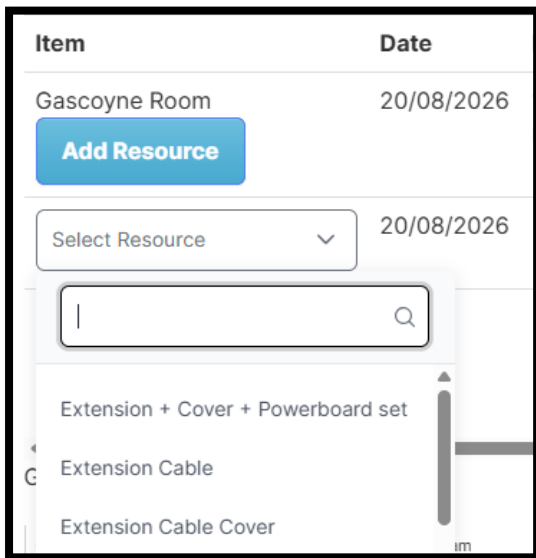 Item Date
Gascoyne Room 20/08/2026
Add Resource
Select Resource 20/08/2026
Extension + Cover + Powerboard set
Extension Cable
Extension Cable Cover